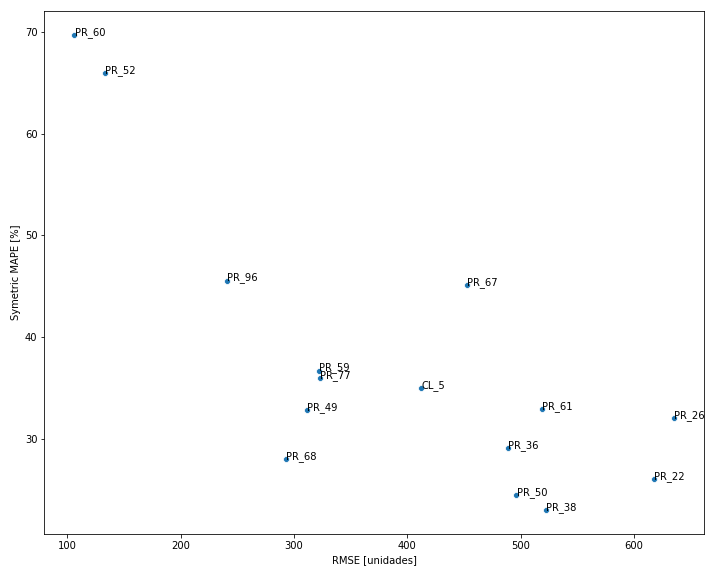 70
60
50
40
30
Symetric MAPE [%]
PR_60
PR_52
PR_96
PR_67
PR_59
PR_77
CL_5
PR_49
PR_61
PR_26
PR_36
PR_68
PR_22
PR_50
PR_38
100 200 300 400 500 600
RMSE [unidades]